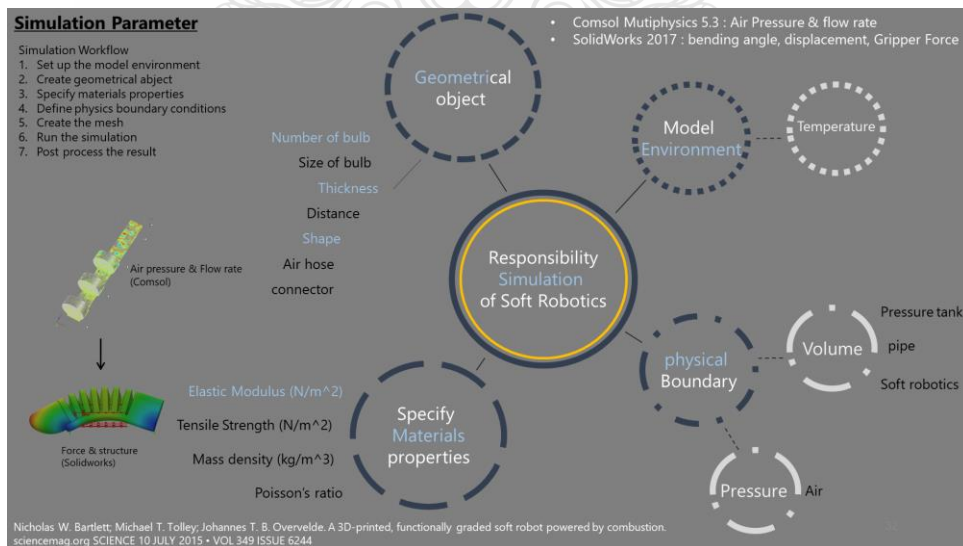 Simulation Parameter
Simulation Workflow
1. Set up the model environment
2. Create geometrical abject
3. Specify materials properties
4. Define physics boundary conditions
5. Create the mesh
6. Run the simulation
7. Post process the result
• Comsol Mutiphysics 5.3 : Air Pressure & flow rate
• SolidWorks 2017 : bending angle, displacement, Gripper Force
Geometrical
object
Number of bulb
Size of bulb
Thickness
Distance
Shape
Air hose
connector
Model
Environment
Temperature
Responsibility
Simulation
of Soft Robotics
Air pressure & Flow rate
(Comsol)
Force & structure
(Solidworks)
Elastic Modulus (N/m^2)
Tensile Strength (N/m^2)
Mass density (kg/m^3)
Poisson's ratio
Specify
Materials
properties
physical
Boundary
Volume
Pressure tank
pipe
Soft robotics
Pressure
Air
Nicholas W. Bartlett; Michael T. Tolley; Johannes T. B. Overvelde. A 3D-printed, functionally graded soft robot powered by combustion.
sciencemag.org SCIENCE 10 JULY 2015 • VOL 349 ISSUE 6244